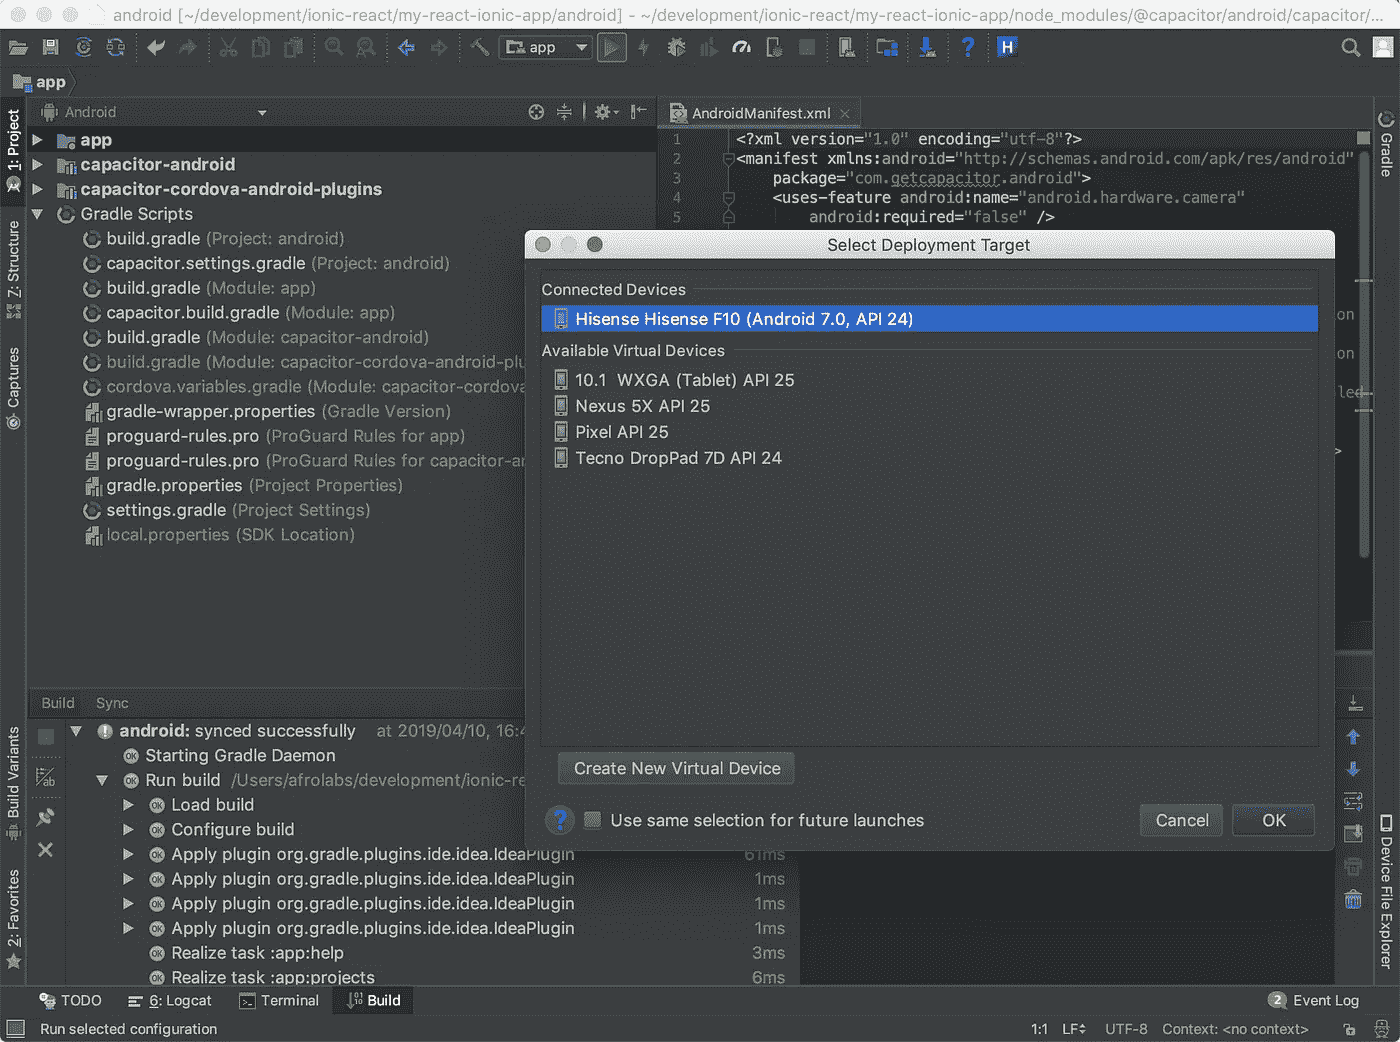 android [~/development/ionic-react/my-react-ionic-app/android] - ~/development/ionic-react/my-react-ionic-app/node_modules/@capacitor/android/capacitor/...
app
H
app
Android
AndroidManifest.xml
1: Project
Z: Structure
Captures
Build Variants
2: Favorites
Gradle
Device File Explorer
app
capacitor-android
capacitor-cordova-android-plugins
Gradle Scripts
build.gradle (Project: android)
capacitor.settings.gradle (Project: android)
build.gradle (Module: app)
capacitor.build.gradle (Module: app)
build.gradle (Module: capacitor-android)
build.gradle (Module: capacitor-cordova-android-plu
cordova.variables.gradle (Module: capacitor-cordova
gradle-wrapper.properties (Gradle Version)
proguard-rules.pro (ProGuard Rules for app)
proguard-rules.pro (ProGuard Rules for capacitor-an
gradle.properties (Project Properties)
settings.gradle (Project Settings)
local.properties (SDK Location)
1 <?xml version="1.0" encoding="utf-8"?>
2 <manifest xmlns:android="http://schemas.android.com/apk/res/android"
3 package="com.getcapacitor.android">
4 <uses-feature android:name="android.hardware.camera"
5 android:required="false" />
on
on
led
>
Select Deployment Target
Connected Devices
Hisense Hisense F10 (Android 7.0, API 24)
Available Virtual Devices
10.1 WXGA (Tablet) API 25
Nexus 5X API 25
Pixel API 25
Tecno DropPad 7D API 24
Create New Virtual Device
? Use same selection for future launches
Cancel
OK
Build Sync
android: synced successfully at 2019/04/10, 16:4
OK Starting Gradle Daemon
OK Run build /Users/afrolabs/development/ionic-re
OK Load build
OK Configure build
OK Apply plugin org.gradle.plugins.ide.idea.IdeaPlugin 61ms
OK Apply plugin org.gradle.plugins.ide.idea.IdeaPlugin 1ms
OK Apply plugin org.gradle.plugins.ide.idea.IdeaPlugin 1ms
OK Apply plugin org.gradle.plugins.ide.idea.IdeaPlugin 1ms
OK Realize task :app:help 3ms
OK Realize task :app:projects 6ms
TODO 6: Logcat Terminal Build 2 Event Log
Run selected configuration 1:1 LF UTF-8 Context: <no context>